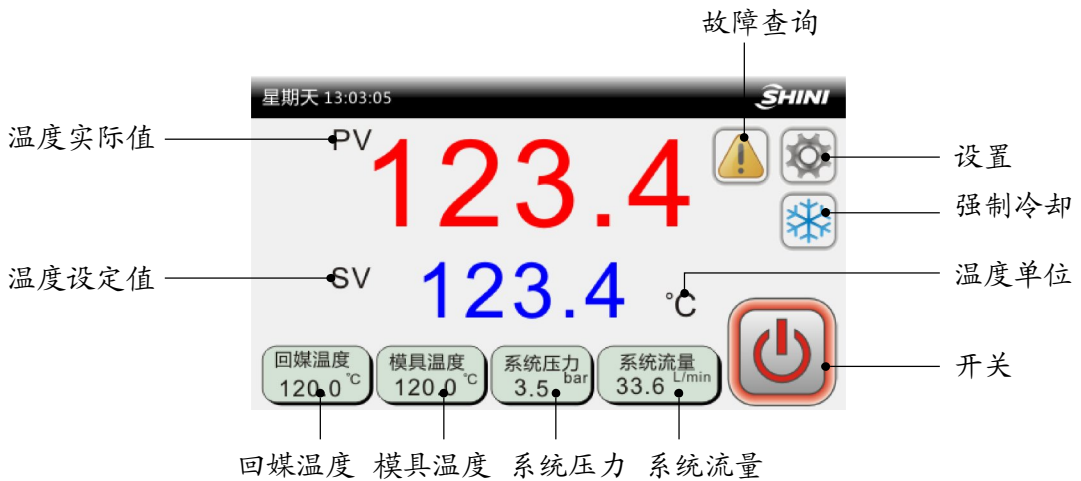 故障查询
星期天 13:03:05
SHINI
温度实际值
PV
123.4
设置
强制冷却
温度设定值
SV
123.4
℃
温度单位
回媒温度
120.0 ℃
模具温度
120.0 ℃
系统压力
3.5 bar
系统流量
33.6 L/min
开关
回媒温度 模具温度 系统压力 系统流量